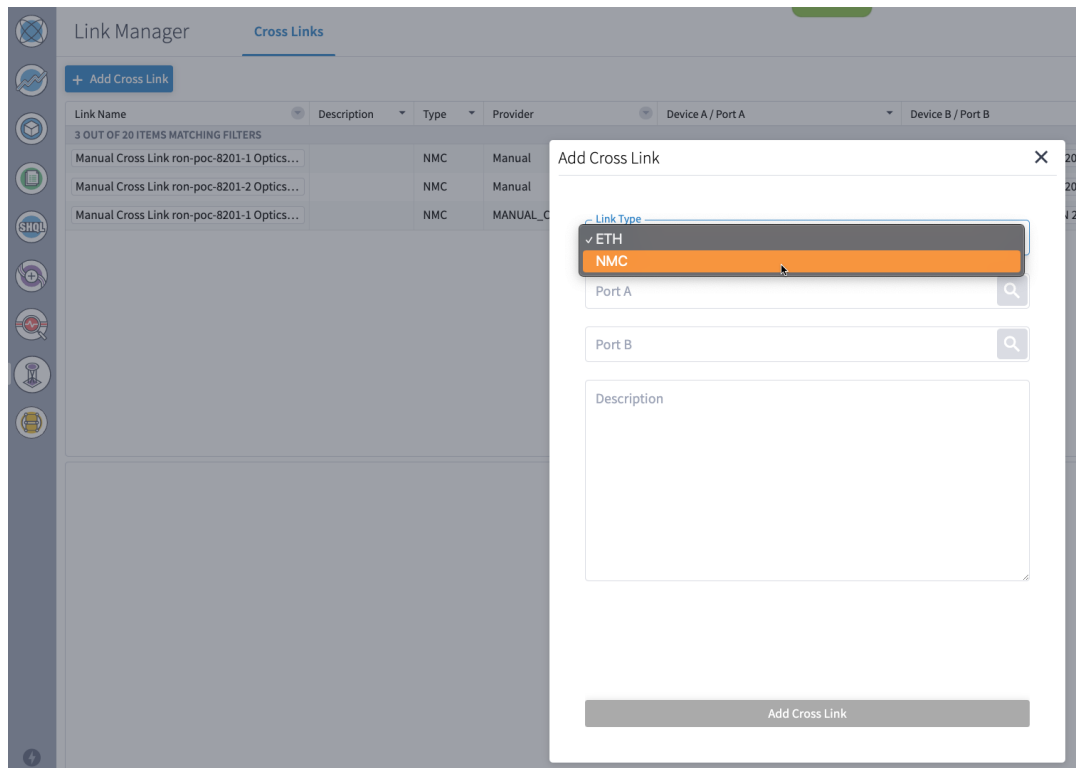 Link Manager
Cross Links
+ Add Cross Link
Link Name Description Type Provider Device A / Port A Device B / Port B
3 OUT OF 20 ITEMS MATCHING FILTERS
Manual Cross Link ron-poc-8201-1 Optics... NMC Manual
Manual Cross Link ron-poc-8201-2 Optics... NMC Manual
Manual Cross Link ron-poc-8201-1 Optics... NMC
SHQL
Add Cross Link
Link Type
✓ ETH
NMC
Port A
Port B
Description
Add Cross Link